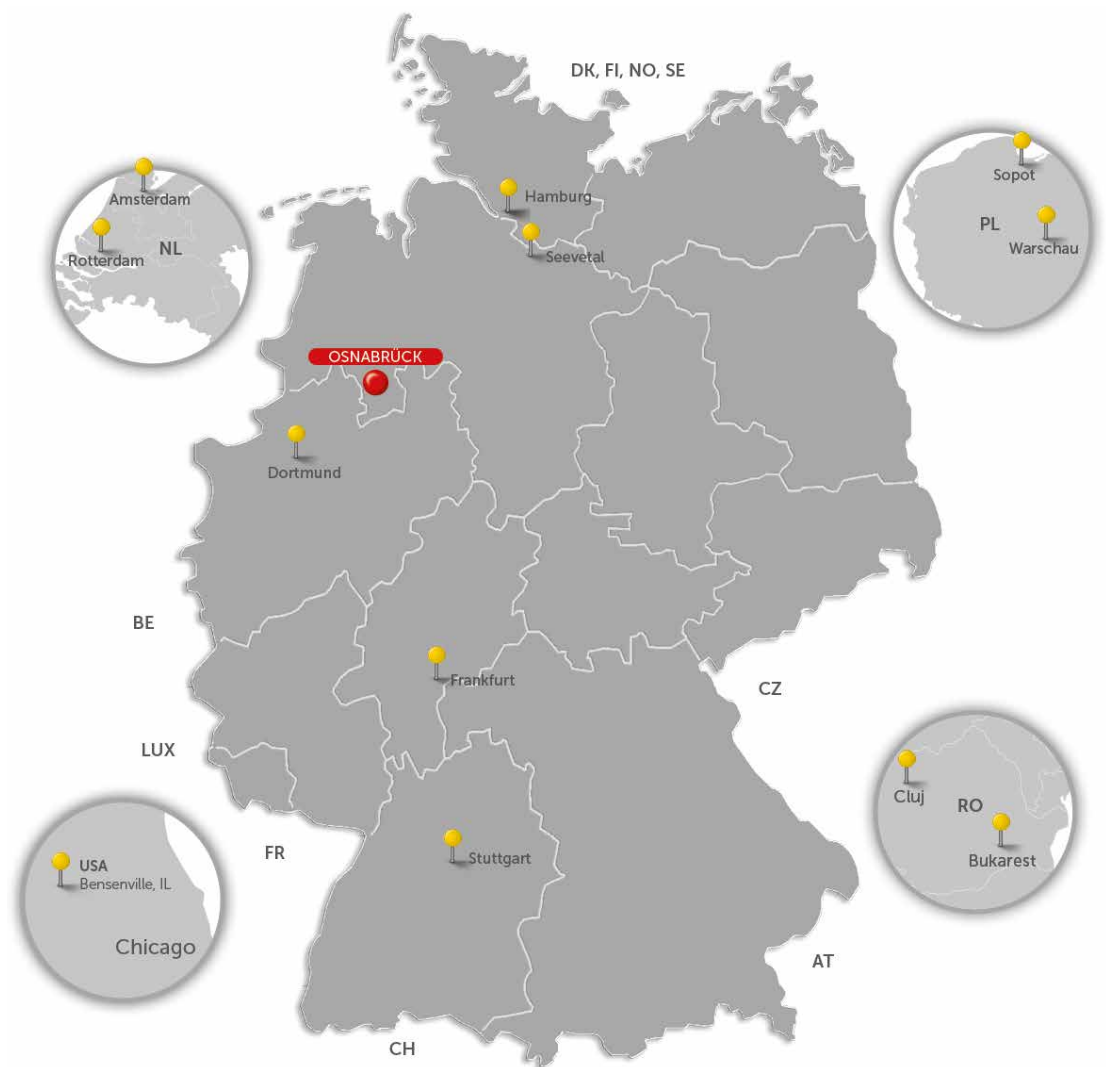 DK, FI, NO, SE
Sopot
PL
Warschau
Amsterdam
NL
Rotterdam
Hamburg
Seevetal
OSNABRÜCK
Dortmund
BE
Frankfurt
CZ
LUX
Cluj
RO
Bukarest
FR
Stuttgart
USA
Bensenville, IL
Chicago
AT
CH